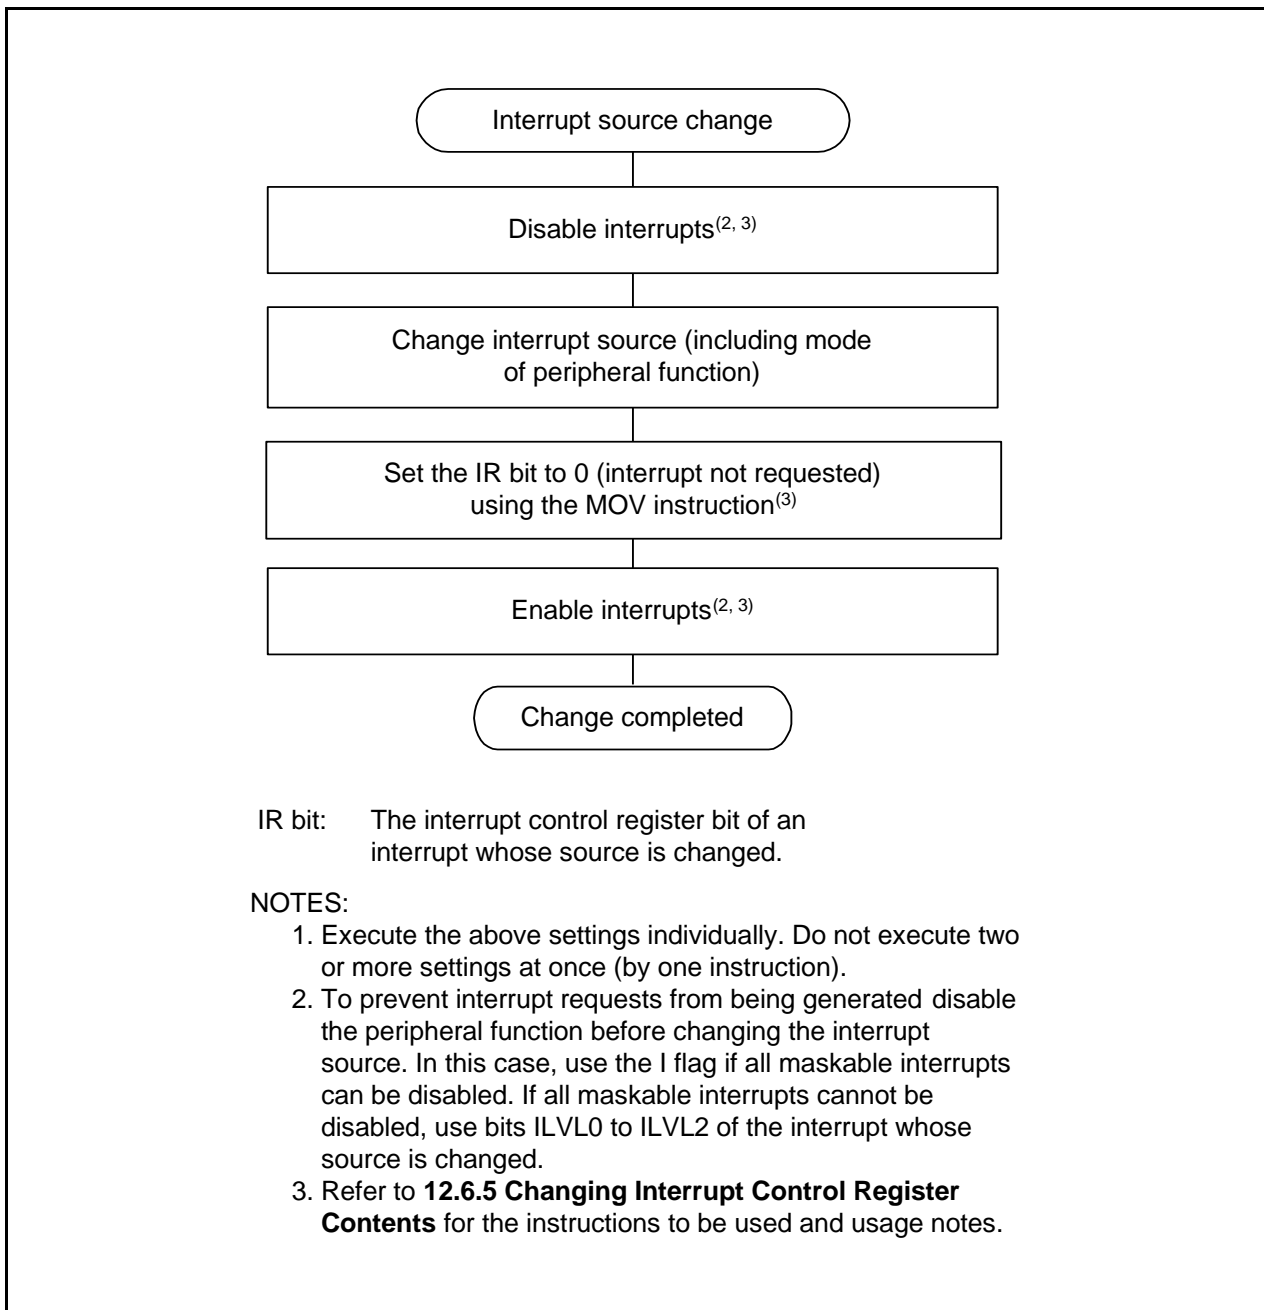 Interrupt source change
Disable interrupts(2, 3)
Change interrupt source (including mode
of peripheral function)
Set the IR bit to 0 (interrupt not requested)
using the MOV instruction(3)
Enable interrupts(2, 3)
Change completed
IR bit: The interrupt control register bit of an
interrupt whose source is changed.
NOTES:
1. Execute the above settings individually. Do not execute two
or more settings at once (by one instruction).
2. To prevent interrupt requests from being generated disable
the peripheral function before changing the interrupt
source. In this case, use the I flag if all maskable interrupts
can be disabled. If all maskable interrupts cannot be
disabled, use bits ILVL0 to ILVL2 of the interrupt whose
source is changed.
3. Refer to 12.6.5 Changing Interrupt Control Register
Contents for the instructions to be used and usage notes.